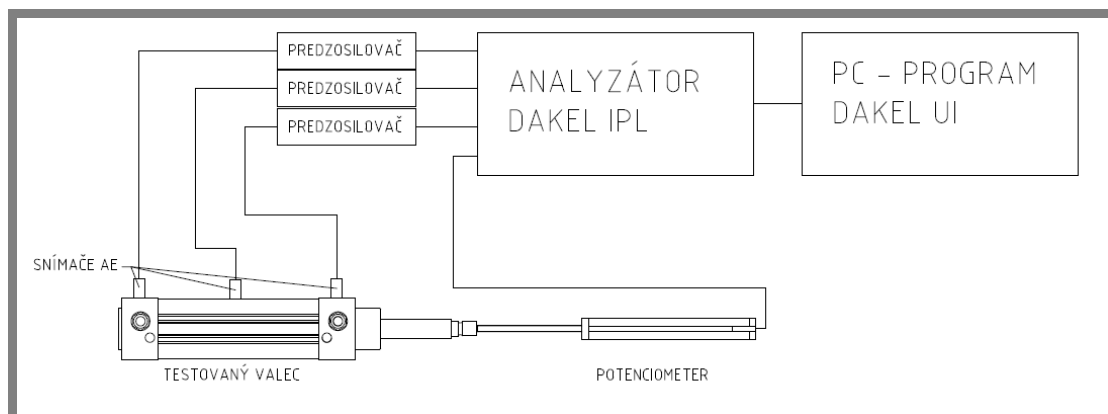 PREDZOSILOVAČ
PREDZOSILOVAČ
PREDZOSILOVAČ
ANALYZÁTOR
DAKEL IPL
PC - PROGRAM
DAKEL UI
SNÍMAČE AE
TESTOVANÝ VALEC
POTENCIOMETER